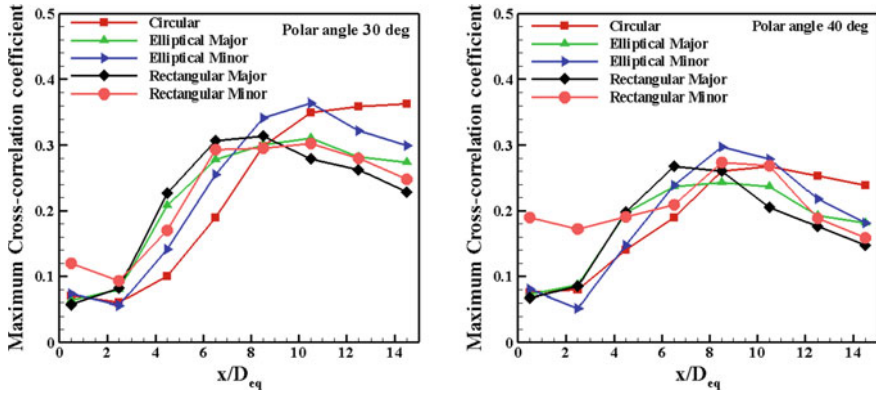 Maximum Cross-correlation coefficient
0.5
0.4
0.3
0.2
0.1
0
Circular
Elliptical Major
Elliptical Minor
Rectangular Major
Rectangular Minor
Polar angle 30 deg
0 2 4 6 8 10 12 14
x/Deq
Maximum Cross-correlation coefficient
0.5
0.4
0.3
0.2
0.1
0
Circular
Elliptical Major
Elliptical Minor
Rectangular Major
Rectangular Minor
Polar angle 40 deg
0 2 4 6 8 10 12 14
x/Deq